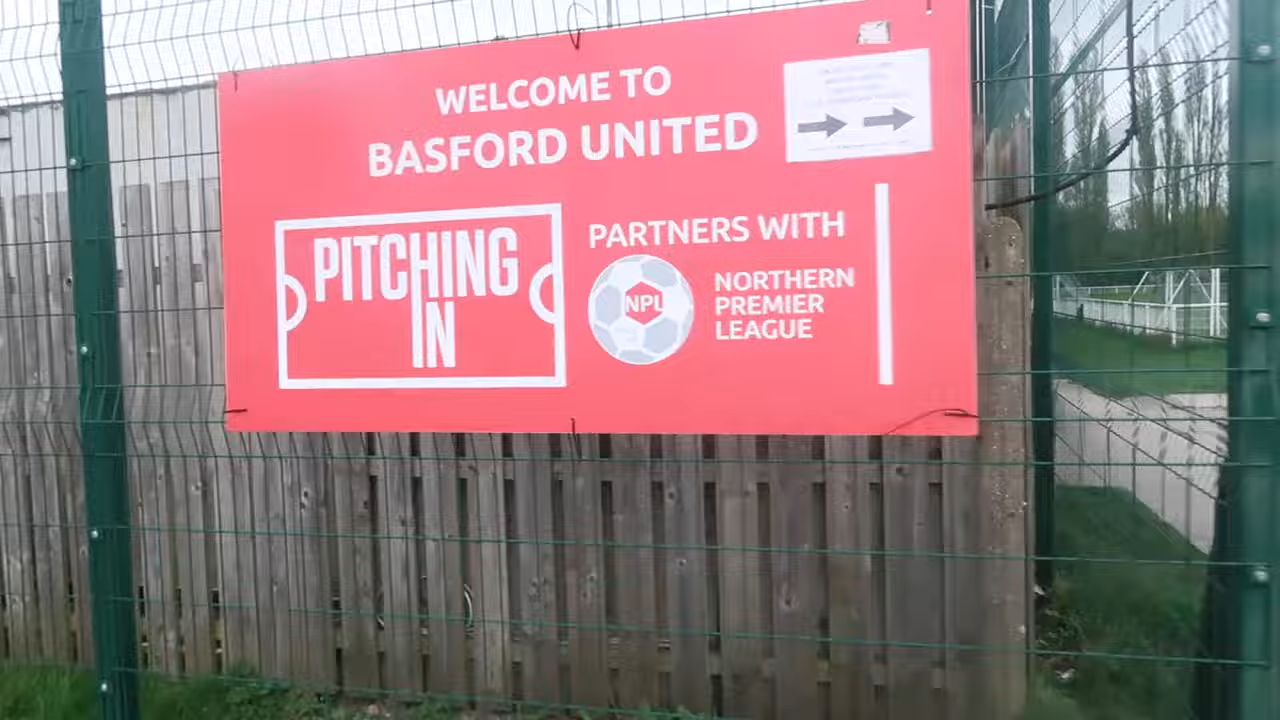 WELCOME TO
BASFORD UNITED
PITCHING
IN
PARTNERS WITH
NPL
NORTHERN
PREMIER
LEAGUE